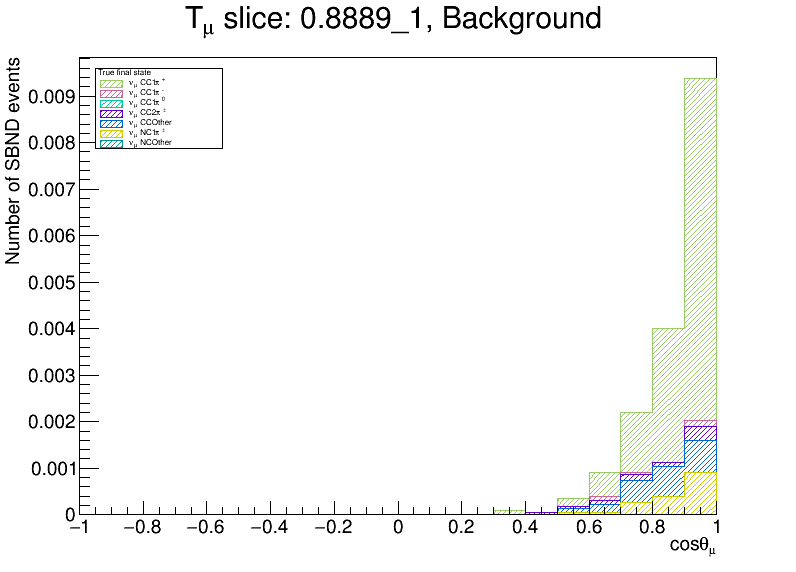 Tμ slice: 0.8889_1, Background
Number of SBND events
True final state
νμ CC1π⁺
νμ CC1π⁻
νμ CC1π⁰
νμ CC2π±
νμ CCOther
νμ NC1π±
νμ NCOther
0.009
0.008
0.007
0.006
0.005
0.004
0.003
0.002
0.001
0
−1 −0.8 −0.6 −0.4 −0.2 0 0.2 0.4 0.6 0.8 1
cosθμ